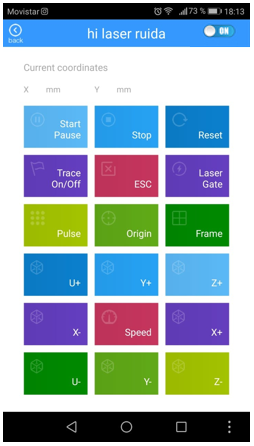 Movistar 73 % 18:13
back
hi laser ruida
ON
Current coordinates
X mm Y mm
Start
Pause
Stop
Reset
Trace
On/Off
ESC
Laser
Gate
Pulse
Origin
Frame
U+
Y+
Z+
X-
Speed
X+
U-
Y-
Z-